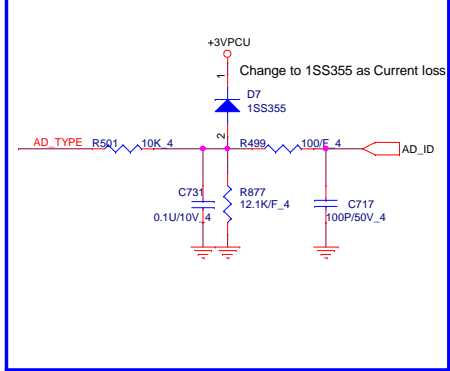 +3VPCU
1
Change to 1SS355 as Current loss
D7
1SS355
2
AD_TYPE
R501
10K_4
R499
100/F_4
AD_ID
C731
0.1U/10V_4
R877
12.1K/F_4
C717
100P/50V_4